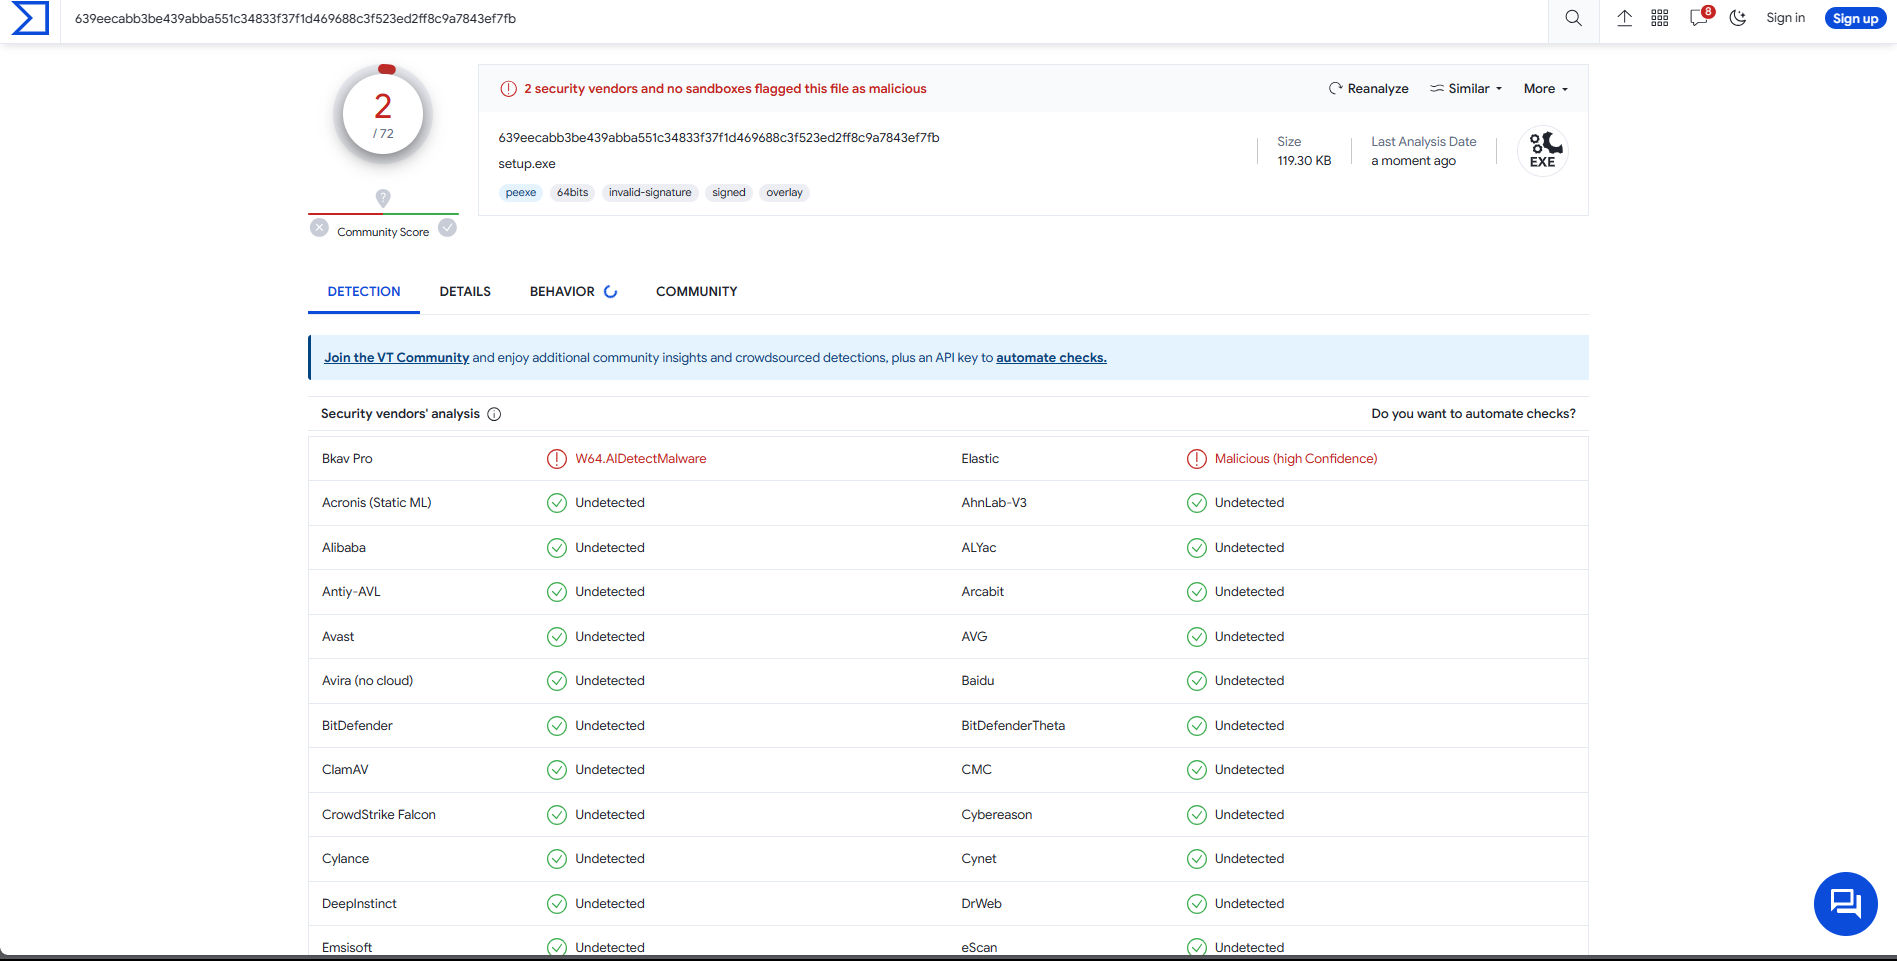 639eecabb3be439abba551c34833f37f1d469688c3f523ed2ff8c9a7843ef7fb
8
Sign in
Sign up
2
/ 72
?
Community Score
2 security vendors and no sandboxes flagged this file as malicious
Reanalyze
Similar
More
639eecabb3be439abba551c34833f37f1d469688c3f523ed2ff8c9a7843ef7fb
setup.exe
peexe
64bits
invalid-signature
signed
overlay
Size
119.30 KB
Last Analysis Date
a moment ago
EXE
DETECTION
DETAILS
BEHAVIOR
COMMUNITY
Join the VT Community and enjoy additional community insights and crowdsourced detections, plus an API key to automate checks.
Security vendors' analysis
Do you want to automate checks?
Bkav Pro
W64.AIDetectMalware
Elastic
Malicious (high Confidence)
Acronis (Static ML)
Undetected
AhnLab-V3
Undetected
Alibaba
Undetected
ALYac
Undetected
Antiy-AVL
Undetected
Arcabit
Undetected
Avast
Undetected
AVG
Undetected
Avira (no cloud)
Undetected
Baidu
Undetected
BitDefender
Undetected
BitDefenderTheta
Undetected
ClamAV
Undetected
CMC
Undetected
CrowdStrike Falcon
Undetected
Cybereason
Undetected
Cylance
Undetected
Cynet
Undetected
DeepInstinct
Undetected
DrWeb
Undetected
Emsisoft
Undetected
eScan
Undetected